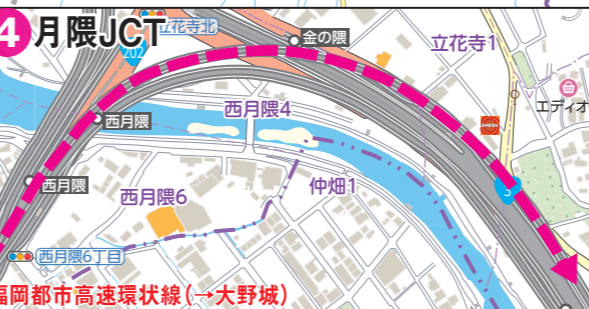 4 月隈JCT
立花寺北
202
金の隈
立花寺1
エディオ
西月隈
西月隈4
ENEOS
西月隈
西月隈6
仲畑1
3
西月隈6丁目
福岡都市高速環状線(→大野城)